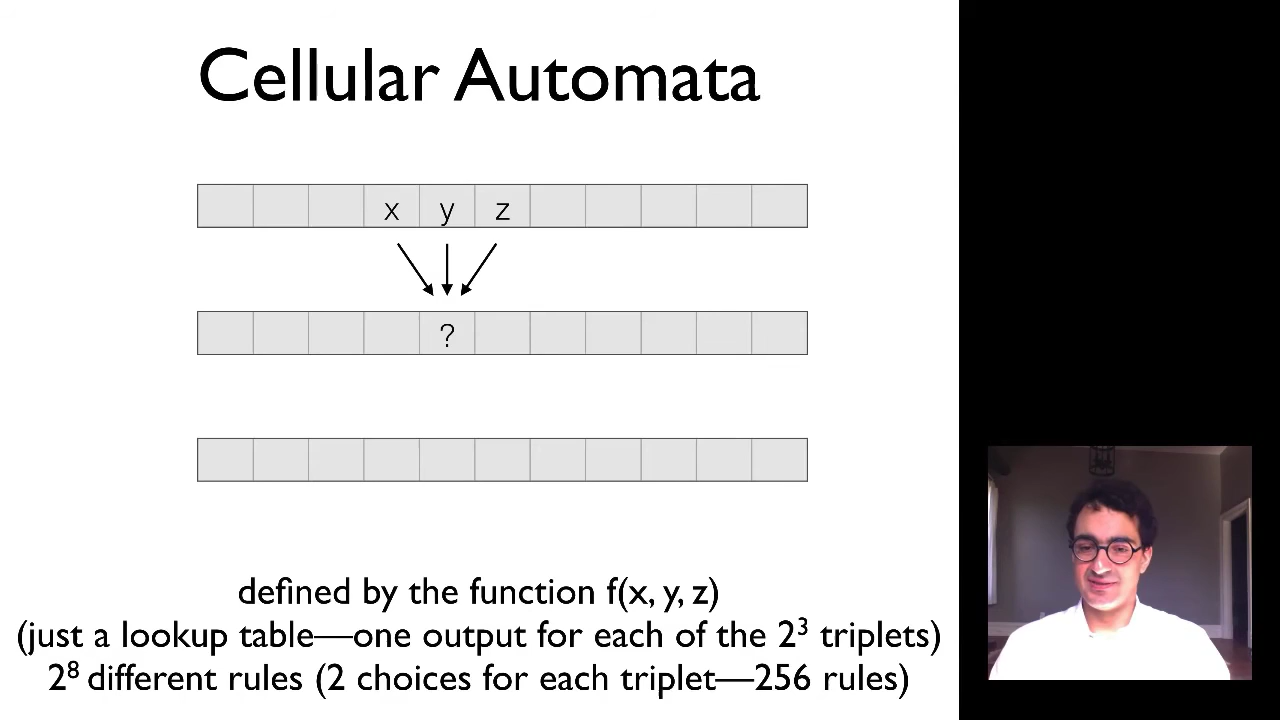 Cellular Automata
x y z
?
defined by the function f(x, y, z)
(just a lookup table—one output for each of the 2³ triplets)
2⁸ different rules (2 choices for each triplet—256 rules)